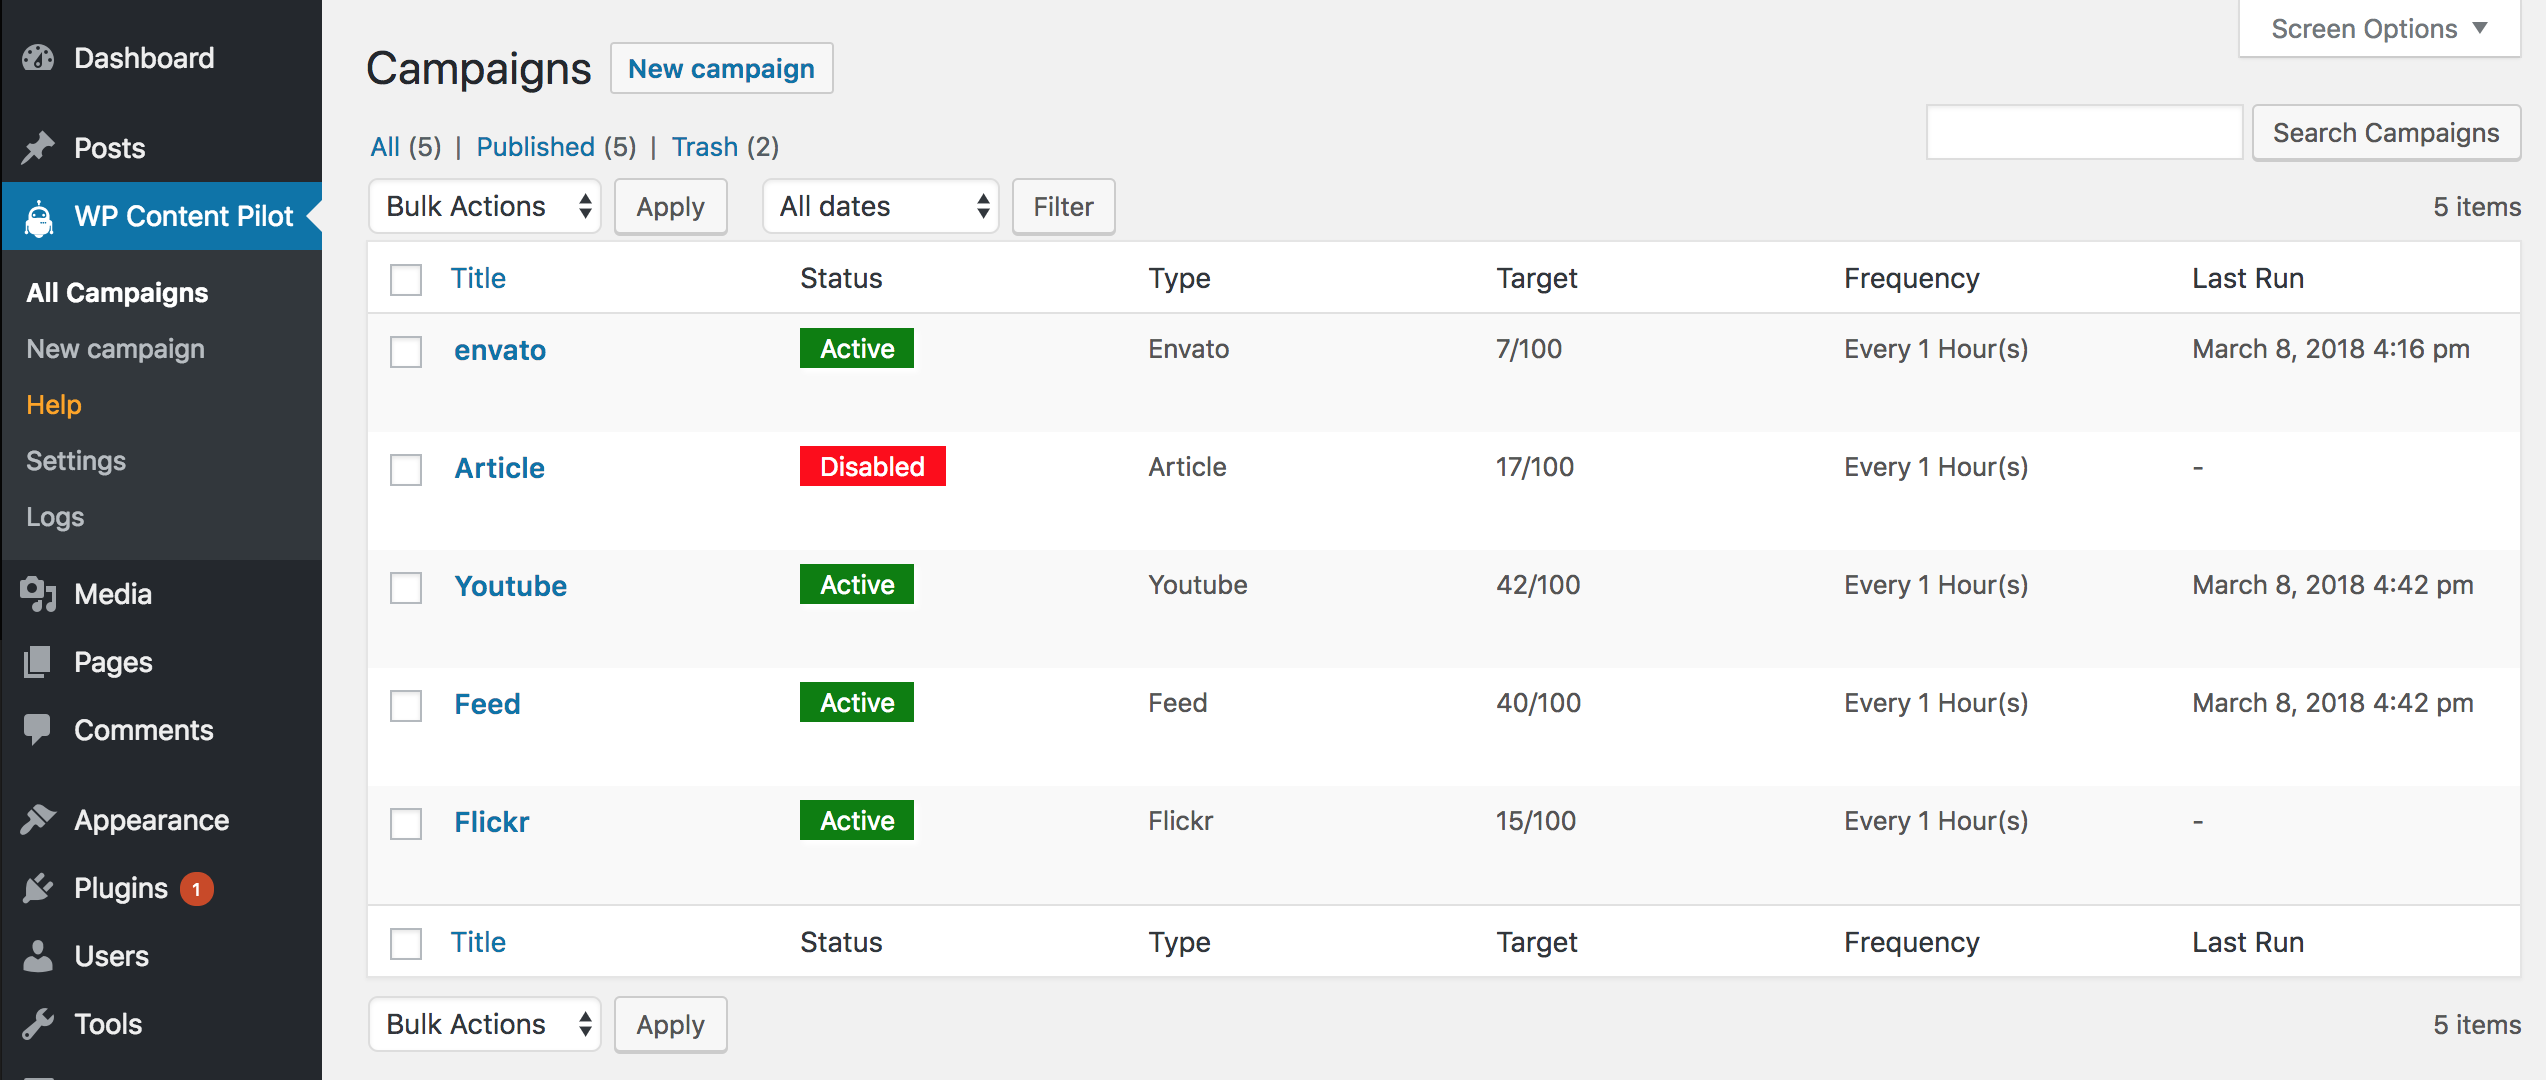 Dashboard
Posts
WP Content Pilot
All Campaigns
New campaign
Help
Settings
Logs
Media
Pages
Comments
Appearance
Plugins 1
Users
Tools
Screen Options
Campaigns New campaign
Search Campaigns
All (5) | Published (5) | Trash (2)
Bulk Actions Apply All dates Filter 5 items
Title Status Type Target Frequency Last Run
envato Active Envato 7/100 Every 1 Hour(s) March 8, 2018 4:16 pm
Article Disabled Article 17/100 Every 1 Hour(s) -
Youtube Active Youtube 42/100 Every 1 Hour(s) March 8, 2018 4:42 pm
Feed Active Feed 40/100 Every 1 Hour(s) March 8, 2018 4:42 pm
Flickr Active Flickr 15/100 Every 1 Hour(s) -
Title Status Type Target Frequency Last Run
Bulk Actions Apply 5 items